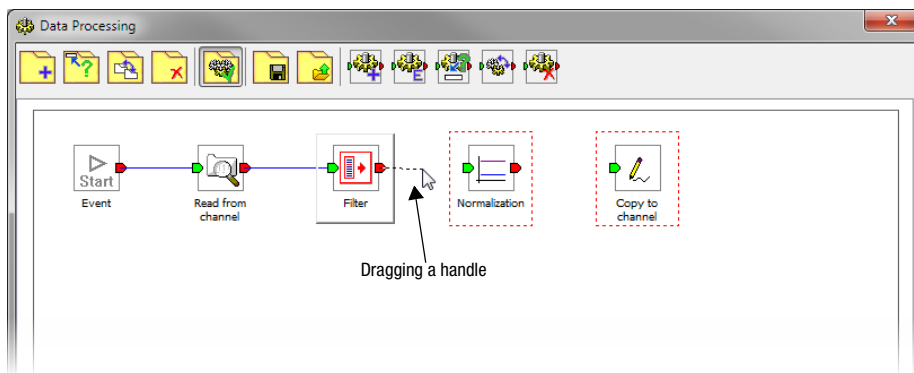 Data Processing
Start
Event
Read from
channel
Filter
Normalization
Copy to
channel
Dragging a handle